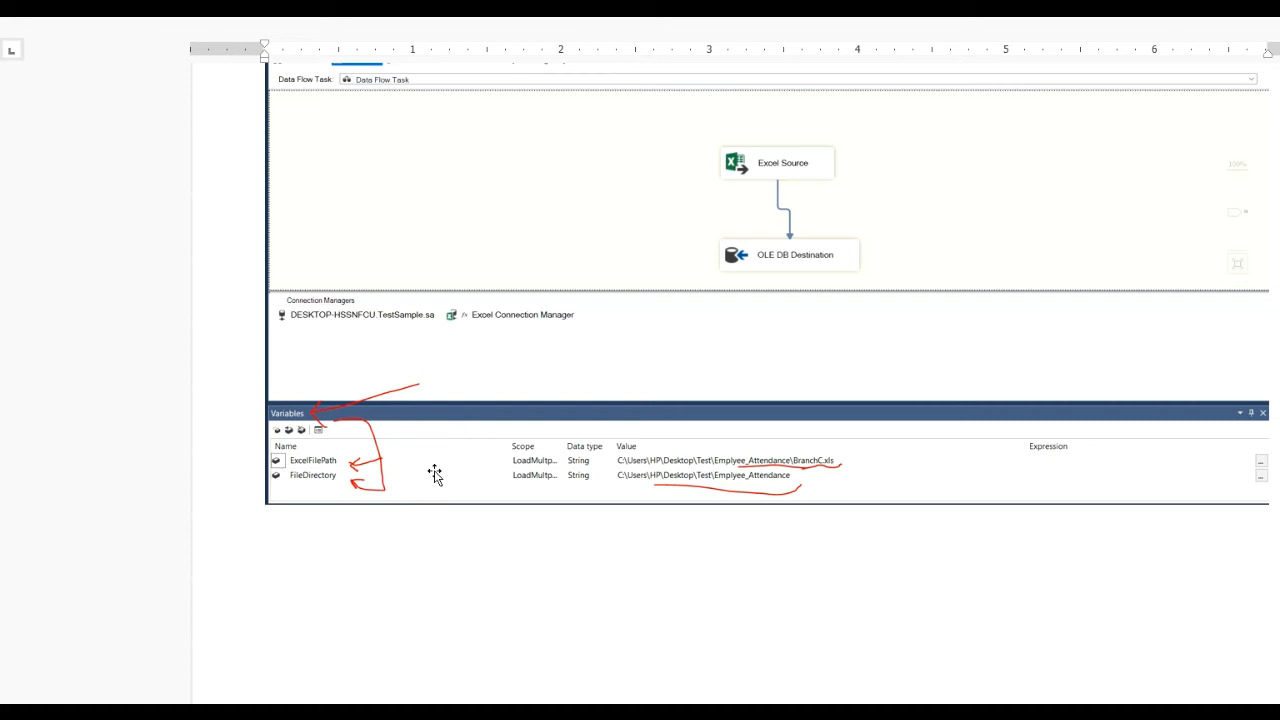 1 2 3 4 5 6
Data Flow Task: Data Flow Task
Excel Source
100%
OLE DB Destination
Connection Managers
DESKTOP-HSSNFCU.TestSample.sa fx Excel Connection Manager
Variables
Name Scope Data type Value Expression
ExcelFilePath LoadMultp... String C:\Users\HP\Desktop\Test\Emplyee_Attendance\BranchC.xls ...
FileDirectory LoadMultp... String C:\Users\HP\Desktop\Test\Emplyee_Attendance ...